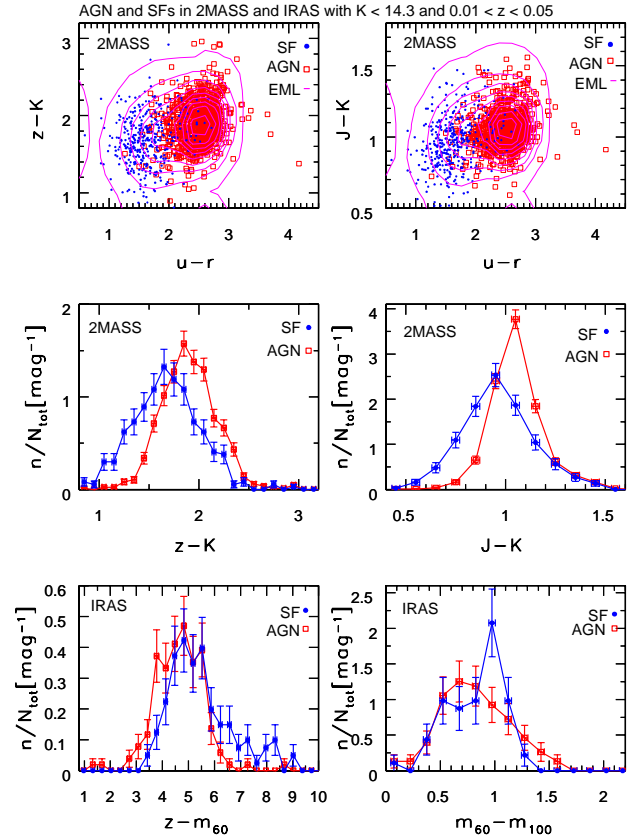 AGN and SFs in 2MASS and IRAS with K < 14.3 and 0.01 < z < 0.05
2MASS
SF
AGN
EML
z-K
3
2
1
1 2 3 4
u-r
2MASS
SF
AGN
EML
J-K
1.5
1
0.5
1 2 3 4
u-r
2MASS
SF
AGN
n/Ntot[mag-1]
2
1
0
1 2 3
z-K
2MASS
SF
AGN
n/Ntot[mag-1]
4
3
2
1
0
0.5 1 1.5
J-K
IRAS
SF
AGN
n/Ntot[mag-1]
0.6
0.5
0.4
0.3
0.2
0.1
0
1 2 3 4 5 6 7 8 9 10
z-m60
IRAS
SF
AGN
n/Ntot[mag-1]
2.5
2
1.5
1
0.5
0
0 0.5 1 1.5 2
m60-m100